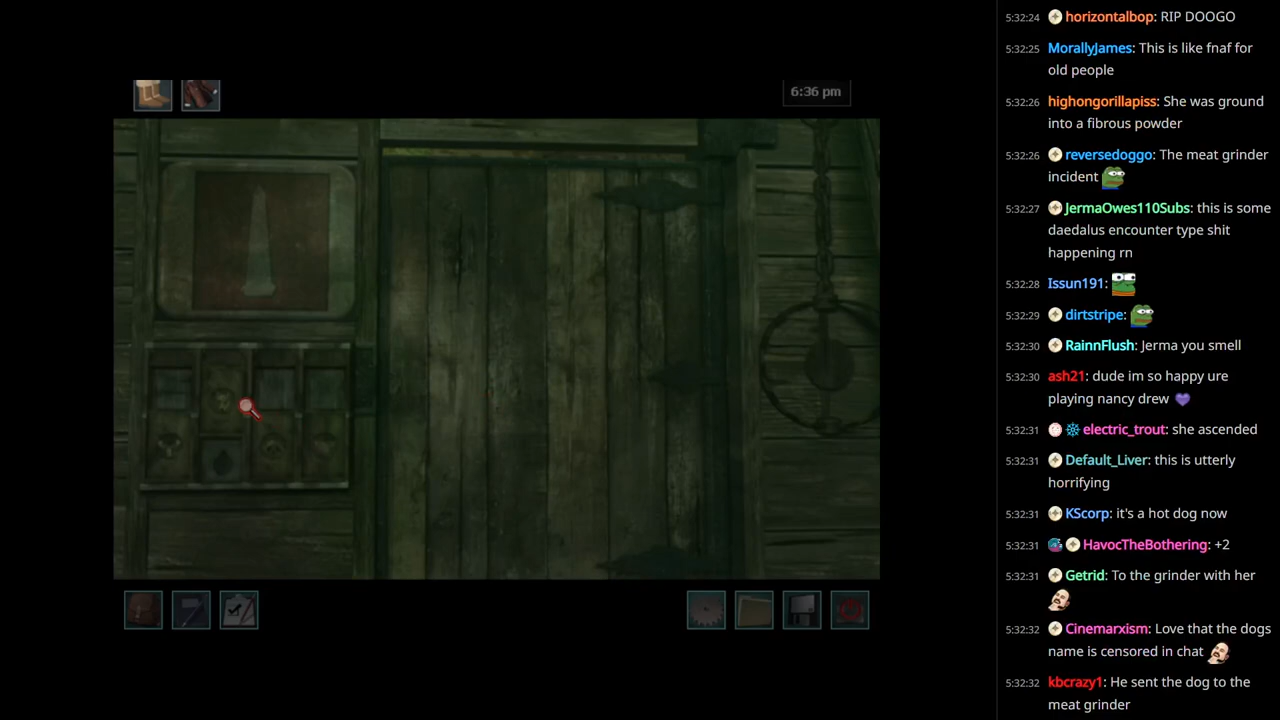 6:36 pm
5:32:24 horizontalbop: RIP DOOGO
5:32:25 MorallyJames: This is like fnaf for
old people
5:32:26 highongorillapiss: She was ground
into a fibrous powder
5:32:26 reversedoggo: The meat grinder
incident
5:32:27 JermaOwes110Subs: this is some
daedalus encounter type shit
happening rn
5:32:28 Issun191:
5:32:29 dirtstripe:
5:32:30 RainnFlush: Jerma you smell
5:32:30 ash21: dude im so happy ure
playing nancy drew
5:32:31 electric_trout: she ascended
5:32:31 Default_Liver: this is utterly
horrifying
5:32:31 KScorp: it's a hot dog now
5:32:31 HavocTheBothering: +2
5:32:31 Getrid: To the grinder with her
5:32:32 Cinemarxism: Love that the dogs
name is censored in chat
5:32:32 kbcrazy1: He sent the dog to the
meat grinder